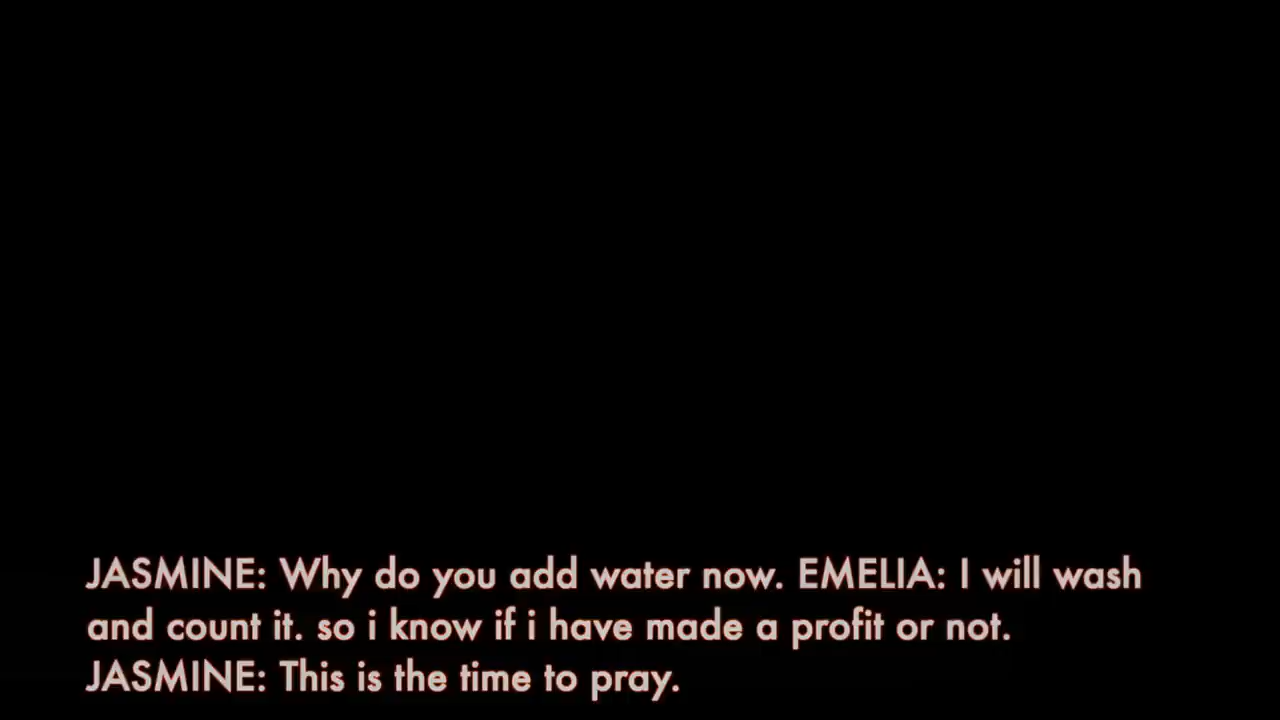 JASMINE: Why do you add water now. EMELIA: I will wash
and count it. so i know if i have made a profit or not.
JASMINE: This is the time to pray.